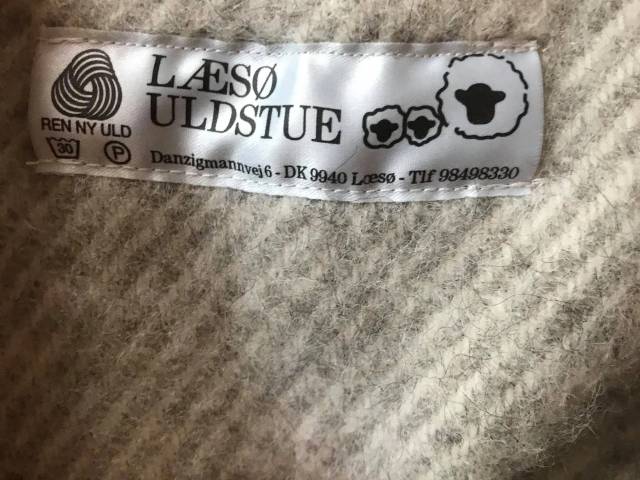 LÆSØ
ULDSTUE
REN NY ULD
30 P
Danzigmannvej 6 - DK 9940 Læsø - Tlf 98498330